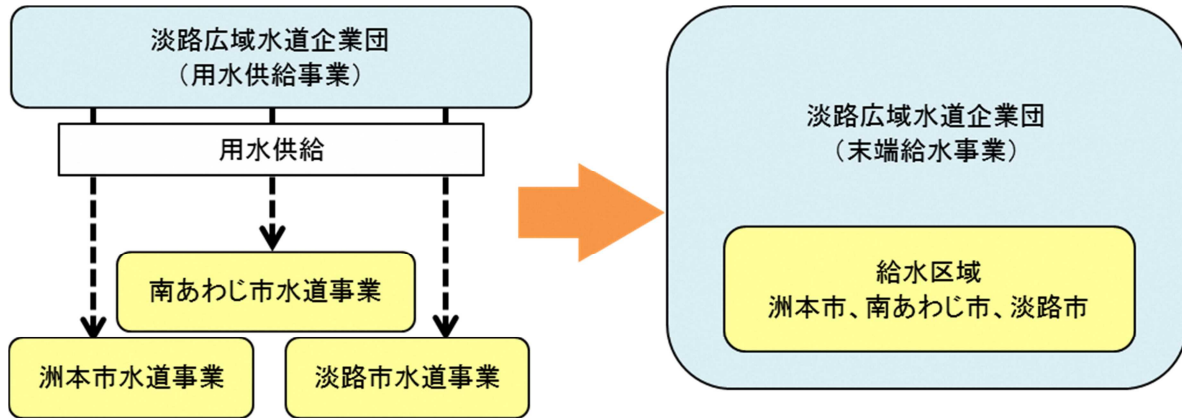 淡路広域水道企業団
（用水供給事業）
用水供給
南あわじ市水道事業
洲本市水道事業
淡路市水道事業
淡路広域水道企業団
（末端給水事業）
給水区域
洲本市、南あわじ市、淡路市